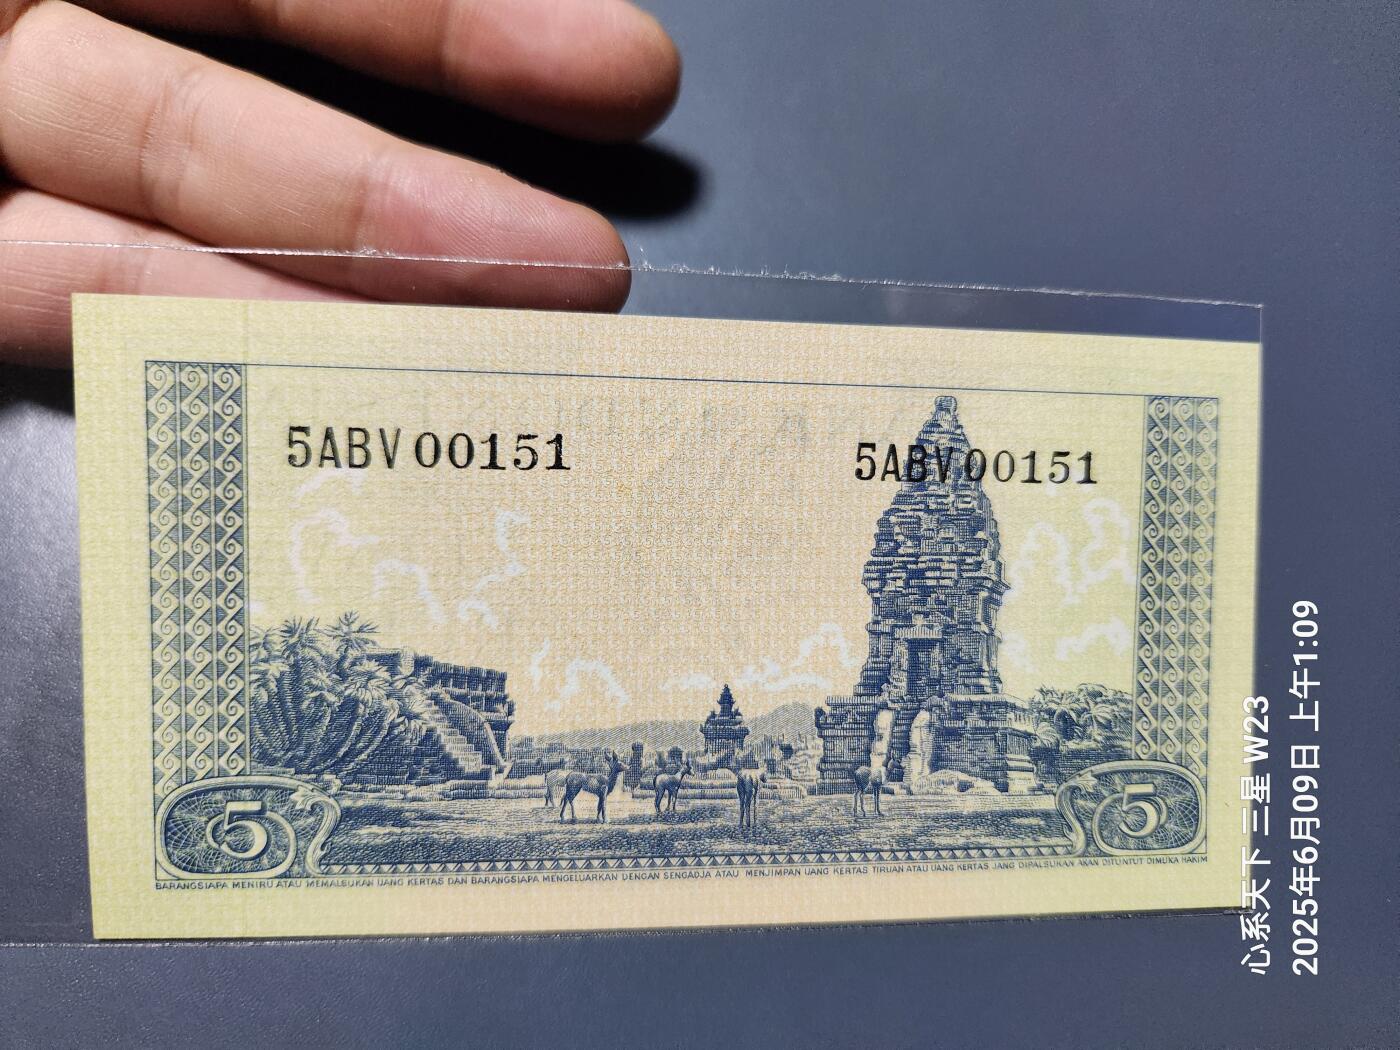 5ABV00151
5ABV00151
5
5
BARANGSIAPA MENIRU ATAU MEMALSUKAN UANG KERTAS DAN BARANGSIAPA MENGELUARKAN DENGAN SENGADJA ATAU MENJIMPAN UANG KERTAS TIRUAN ATAU UANG KERTAS JANG DIPALSUKAN AKAN DITUNTUT DIMUKA HAKIM
心系天下 三星 W23
2025年6月09日 上午1:09